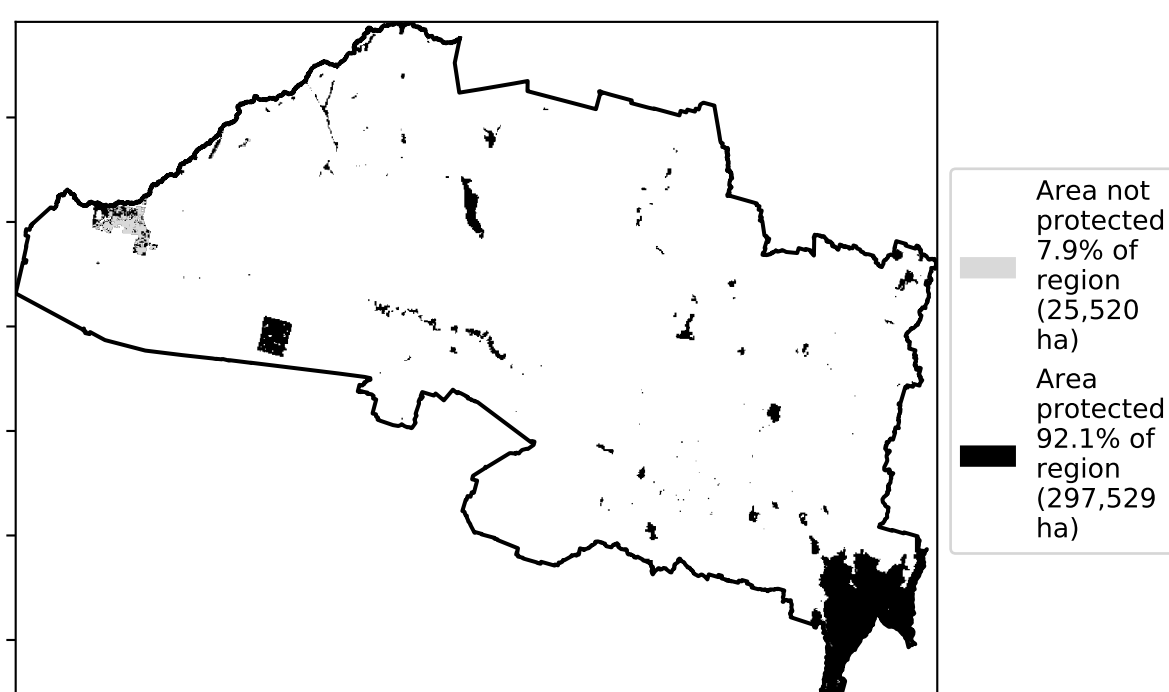 Area not
protected
7.9% of
region
(25,520
ha)
Area
protected
92.1% of
region
(297,529
ha)